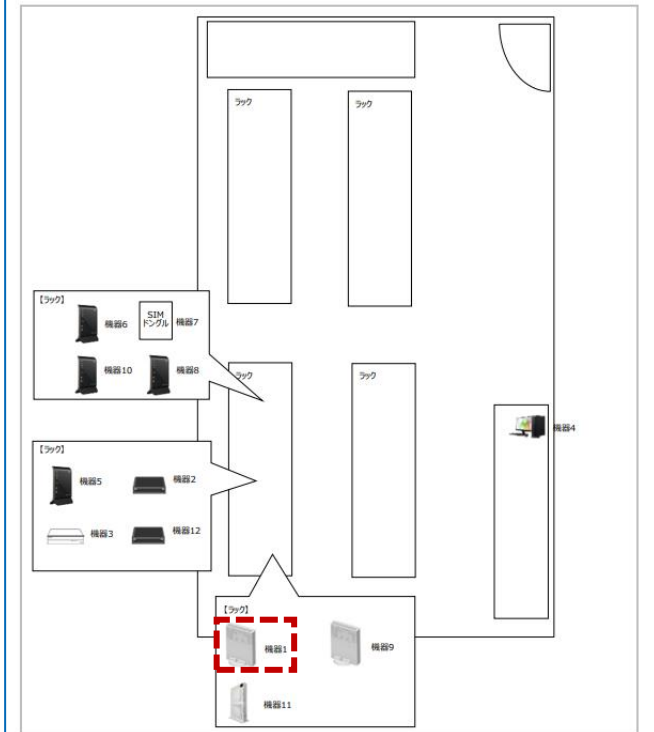 ラック
ラック
【ラック】
機器6
SIM
ドングル
機器7
機器10
機器8
ラック
ラック
機器4
【ラック】
機器5
機器2
機器3
機器12
【ラック】
機器1
機器9
機器11